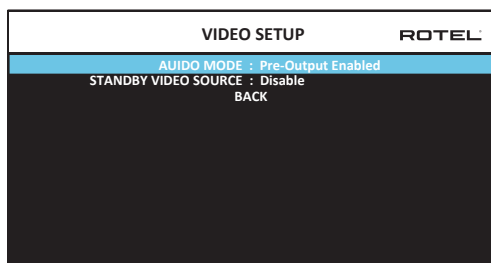 VIDEO SETUP ROTEL
AUIDO MODE : Pre-Output Enabled
STANDBY VIDEO SOURCE : Disable
BACK